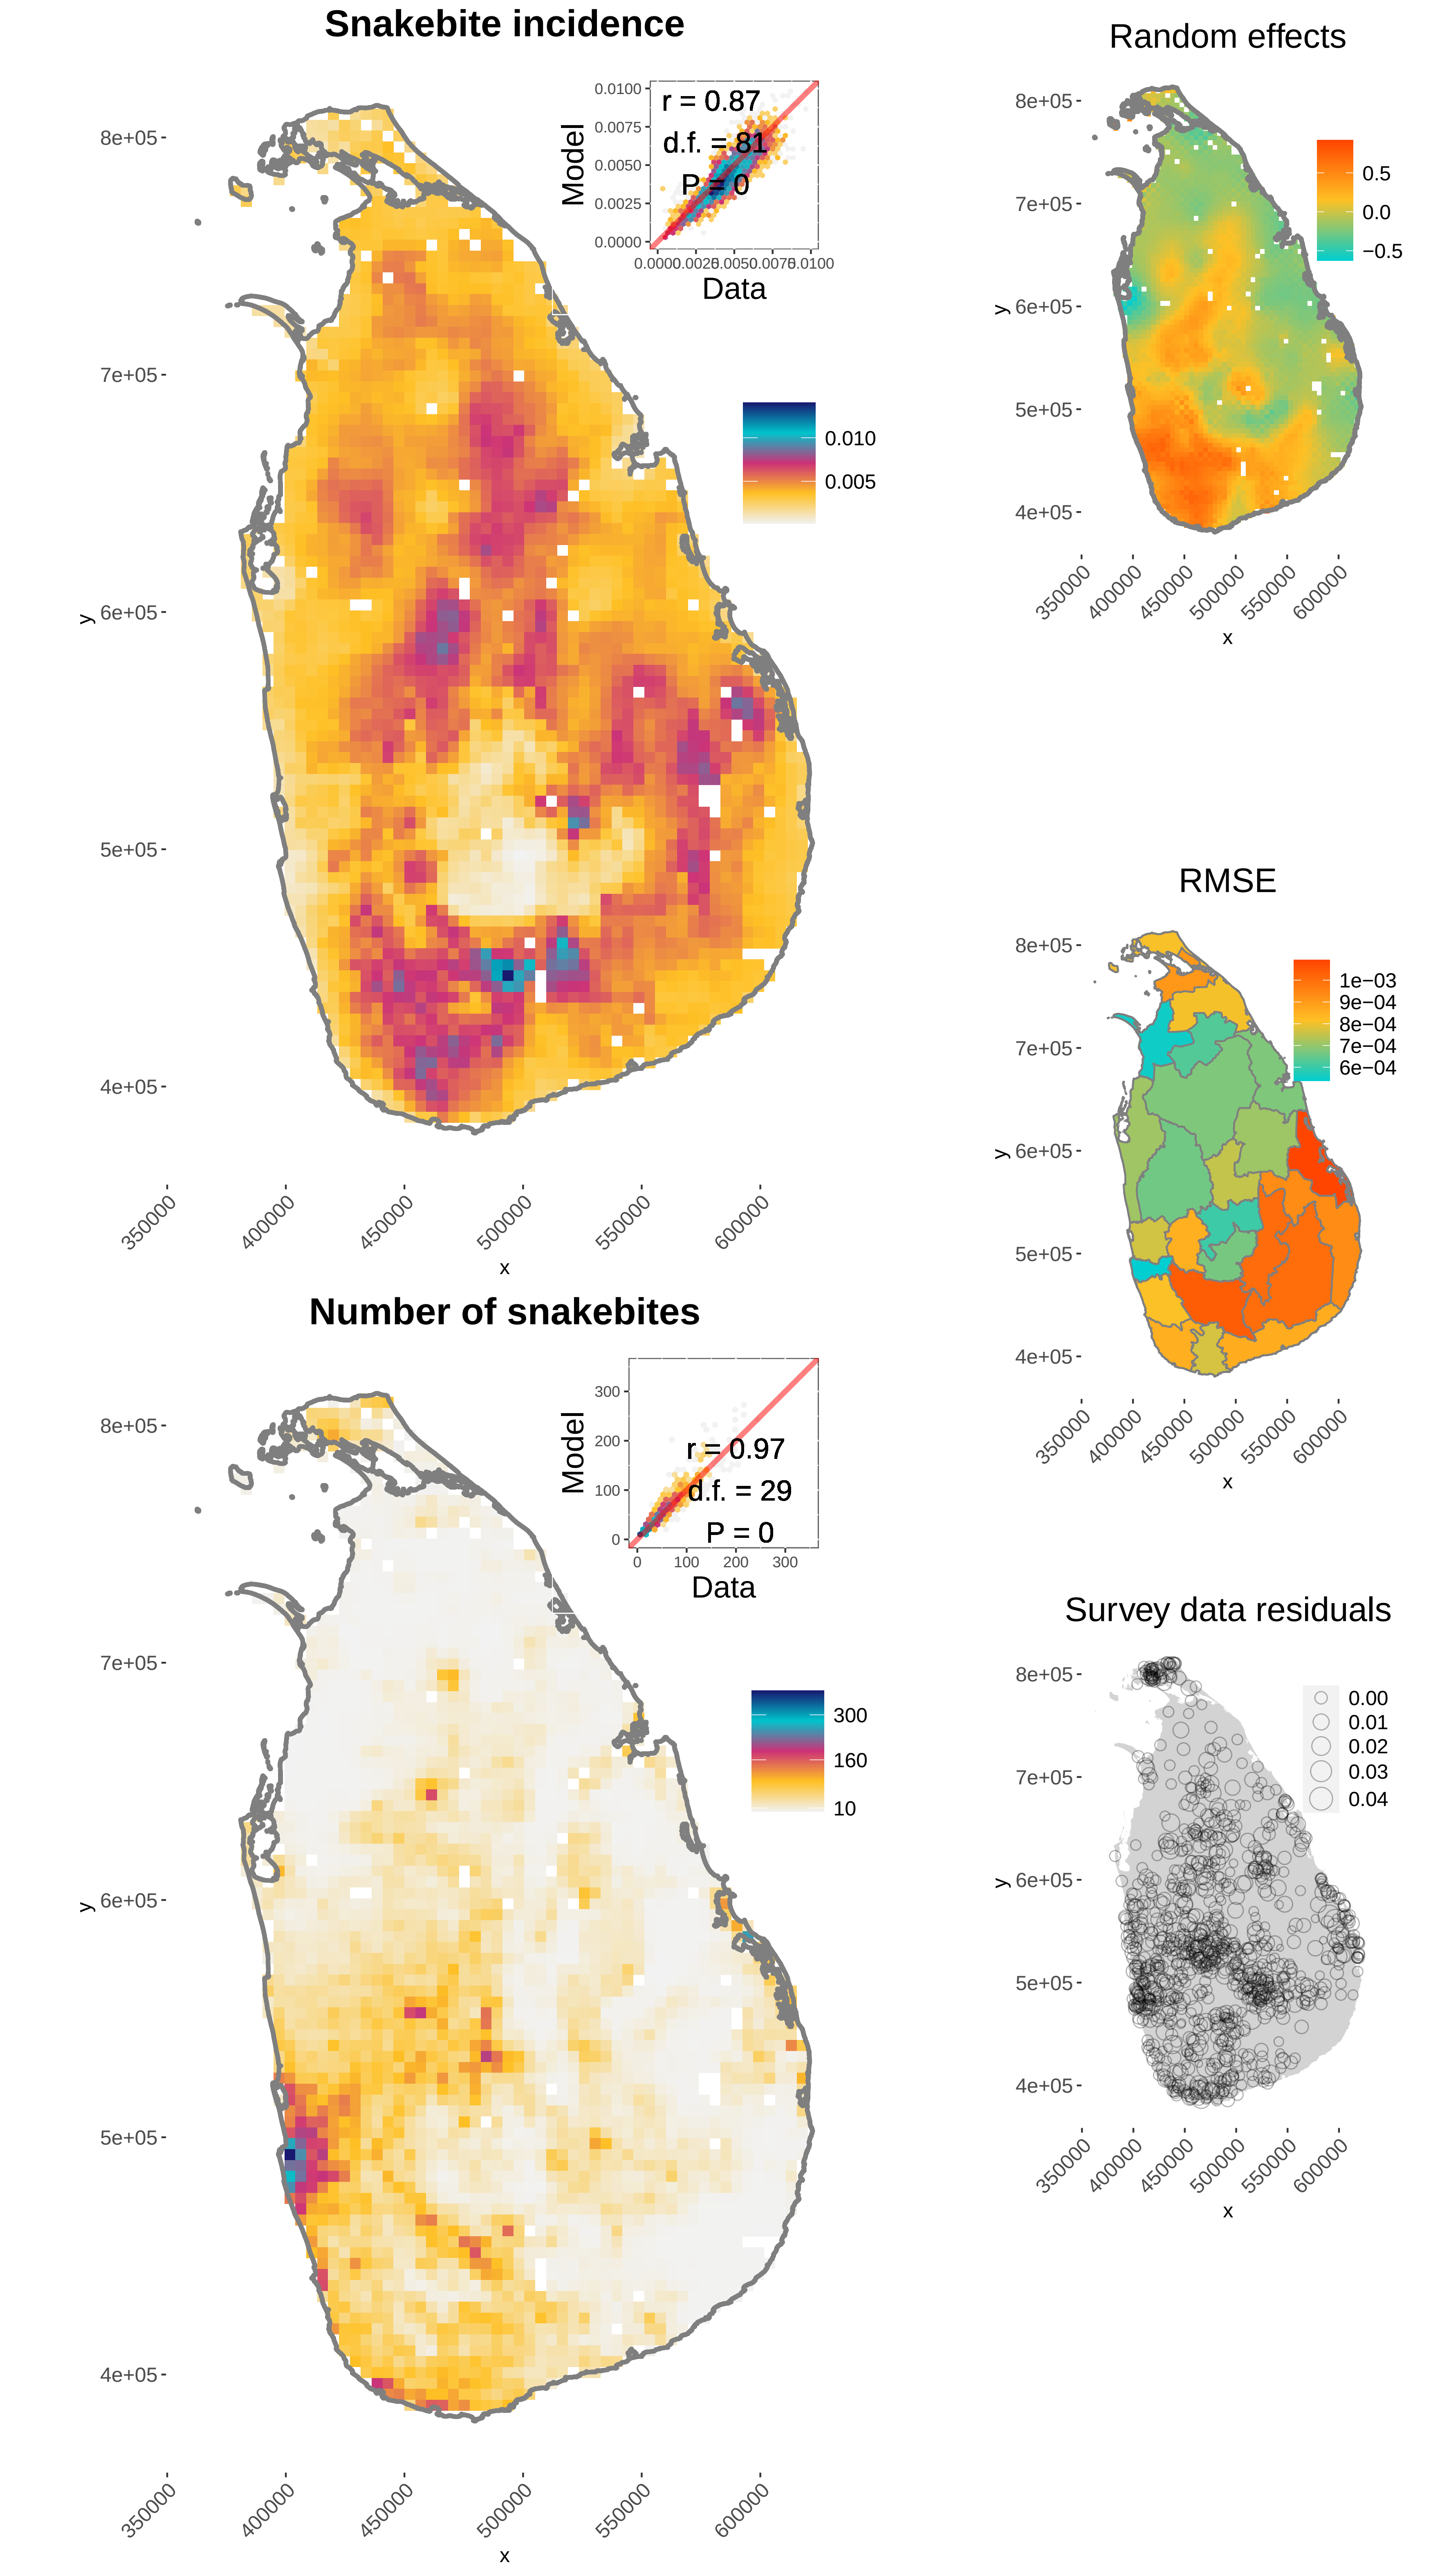 Snakebite incidence
0.0100
0.0075
0.0050
0.0025
0.0000
Model
r = 0.87
d.f. = 81
P = 0
0.0000
0.0025
0.0050
0.0075
0.0100
Data
8e+05
7e+05
6e+05
5e+05
4e+05
y
0.010
0.005
350000
400000
450000
500000
550000
600000
x
Random effects
8e+05
7e+05
6e+05
5e+05
4e+05
y
0.5
0.0
−0.5
350000
400000
450000
500000
550000
600000
x
RMSE
8e+05
7e+05
6e+05
5e+05
4e+05
y
1e−03
9e−04
8e−04
7e−04
6e−04
350000
400000
450000
500000
550000
600000
x
Number of snakebites
300
200
100
0
Model
r = 0.97
d.f. = 29
P = 0
0
100
200
300
Data
8e+05
7e+05
6e+05
5e+05
4e+05
y
300
160
10
350000
400000
450000
500000
550000
600000
x
Survey data residuals
8e+05
7e+05
6e+05
5e+05
4e+05
y
0.00
0.01
0.02
0.03
0.04
350000
400000
450000
500000
550000
600000
x